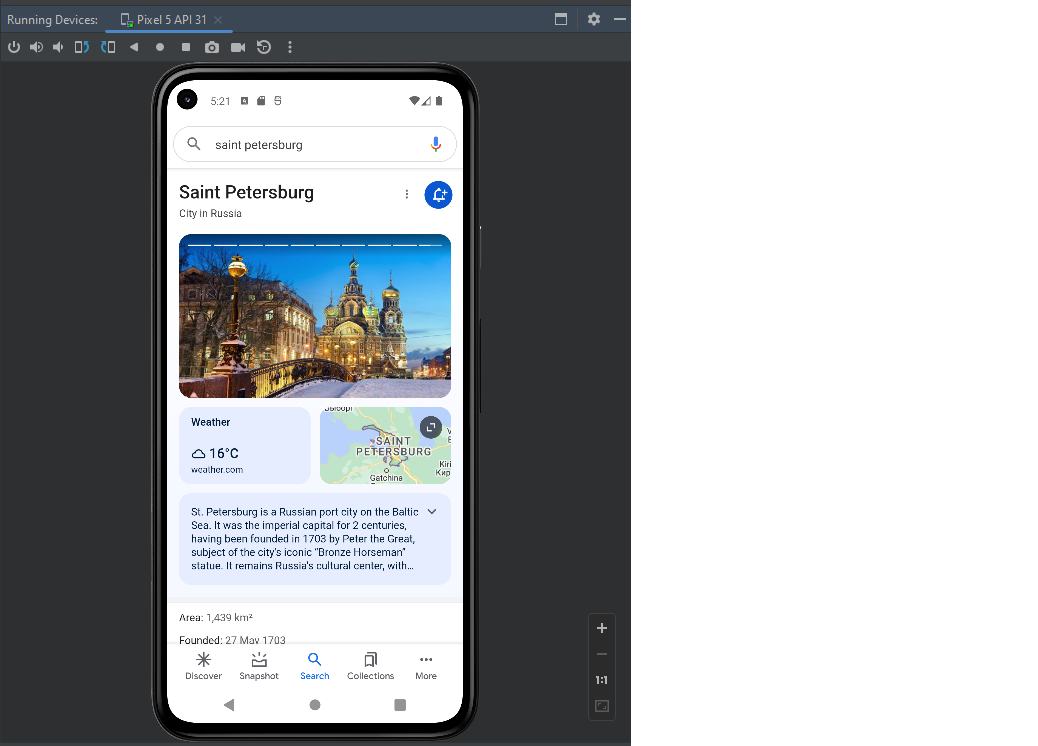 Running Devices: Pixel 5 API 31
5:21
saint petersburg
Saint Petersburg
City in Russia
Weather
16°C
weather.com
Выборг
SAINT
PETERSBURG
Kiri
Кир
Gatchina
St. Petersburg is a Russian port city on the Baltic
Sea. It was the imperial capital for 2 centuries,
having been founded in 1703 by Peter the Great,
subject of the city's iconic “Bronze Horseman”
statue. It remains Russia's cultural center, with…
Area: 1,439 km²
Founded: 27 May 1703
Discover Snapshot Search Collections More
1:1